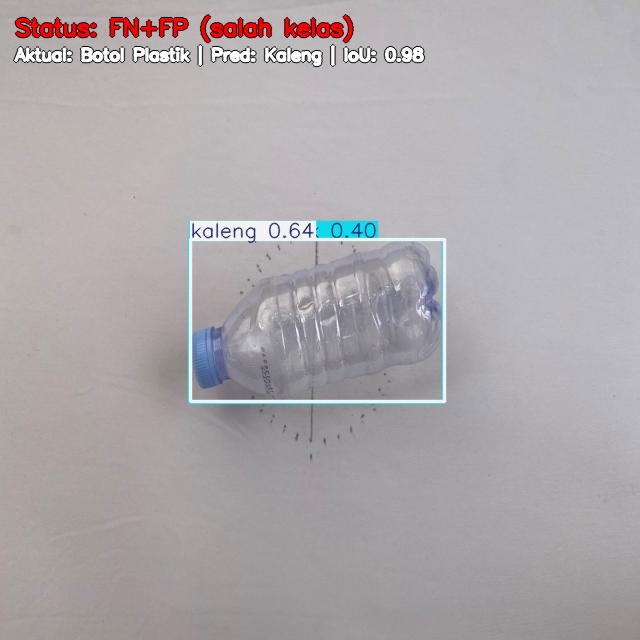 Status: FN+FP (salah kelas)
Aktual: Botol Plastik | Pred: Kaleng | IoU: 0.98
kaleng 0.64: 0.40